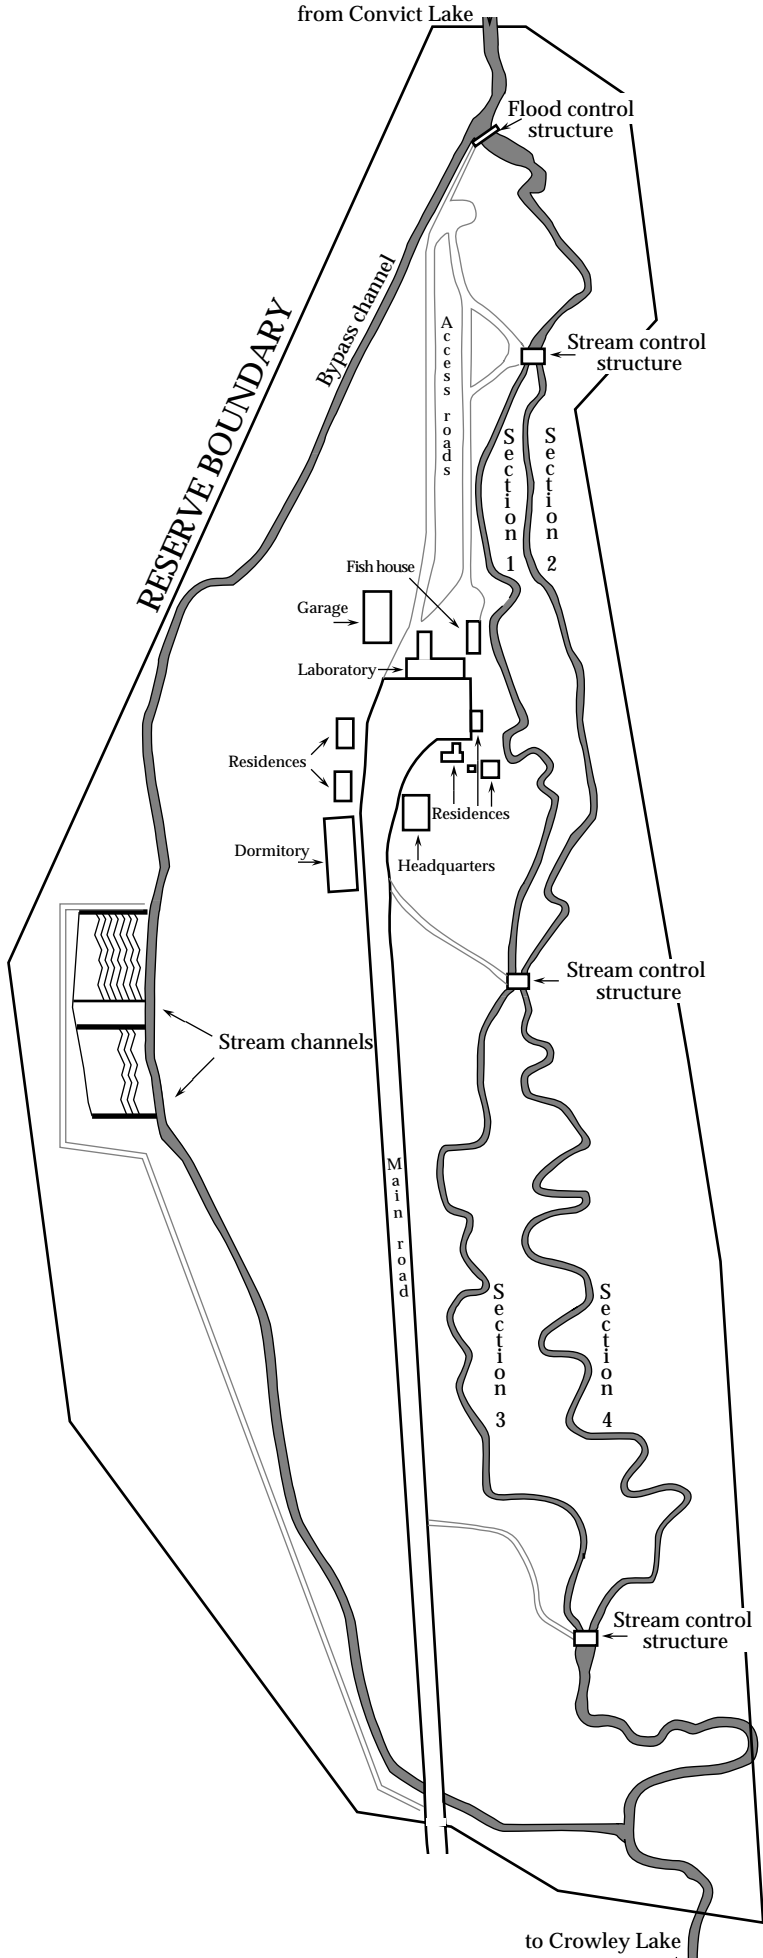 from Convict Lake
Flood control
structure
Bypass channel
RESERVE BOUNDARY
Access roads
Stream control
structure
Section 1
Section 2
Fish house
Garage
Laboratory
Residences
Residences
Dormitory
Headquarters
Stream control
structure
Stream channels
Main road
Section 3
Section 4
Stream control
structure
to Crowley Lake